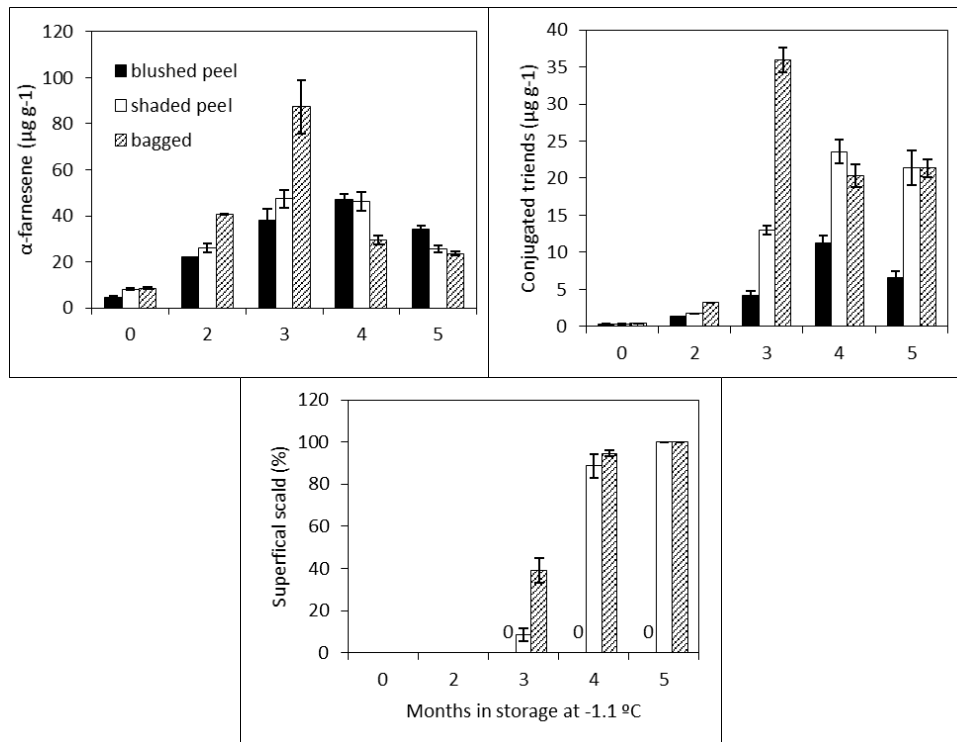 α-farnesene (µg g-1)
120
100
80
60
40
20
0
blushed peel
shaded peel
bagged
0 2 3 4 5
Conjugated triends (µg g-1)
40
35
30
25
20
15
10
5
0
0 2 3 4 5
Superfical scald (%)
120
100
80
60
40
20
0
0 0 0
0 2 3 4 5
Months in storage at -1.1 ºC